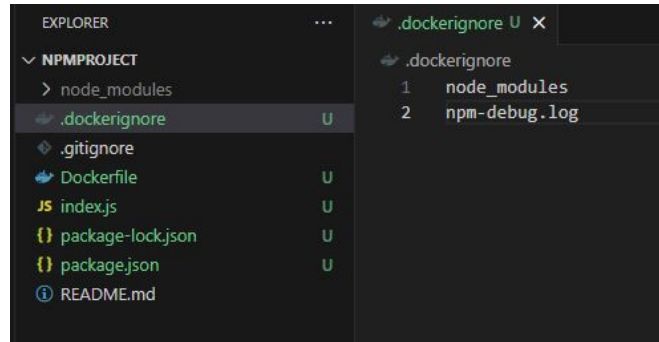 EXPLORER
NPMPROJECT
node_modules
.dockerignore U
.gitignore
Dockerfile U
JS index.js U
{} package-lock.json U
{} package.json U
README.md
.dockerignore U
.dockerignore
1 node_modules
2 npm-debug.log